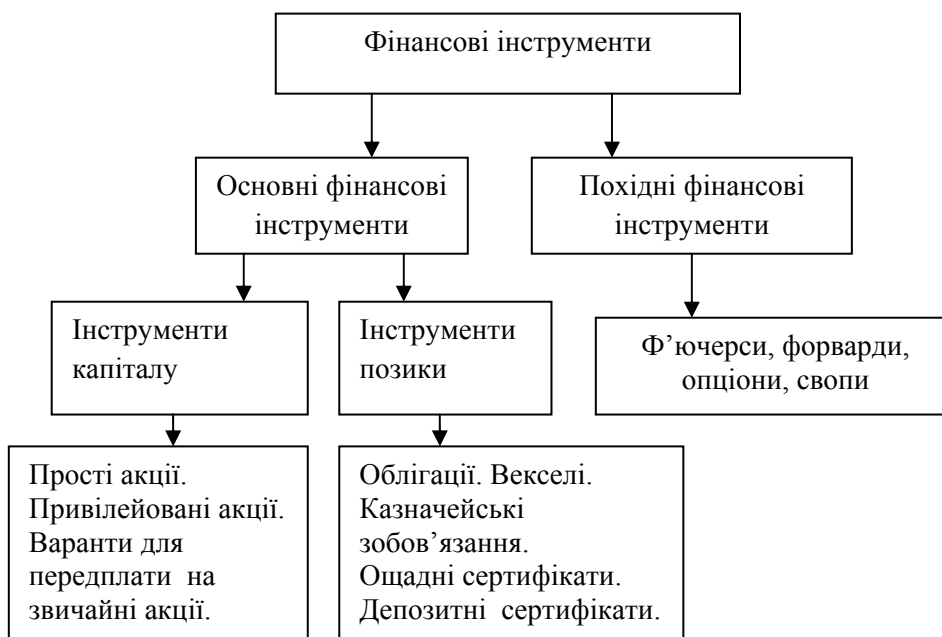 Фінансові інструменти
Основні фінансові
інструменти
Похідні фінансові
інструменти
Інструменти
капіталу
Інструменти
позики
Ф’ючерси, форварди,
опціони, свопи
Прості акції.
Привілейовані акції.
Варанти для
передплати на
звичайні акції.
Облігації. Векселі.
Казначейські
зобов’язання.
Ощадні сертифікати.
Депозитні сертифікати.